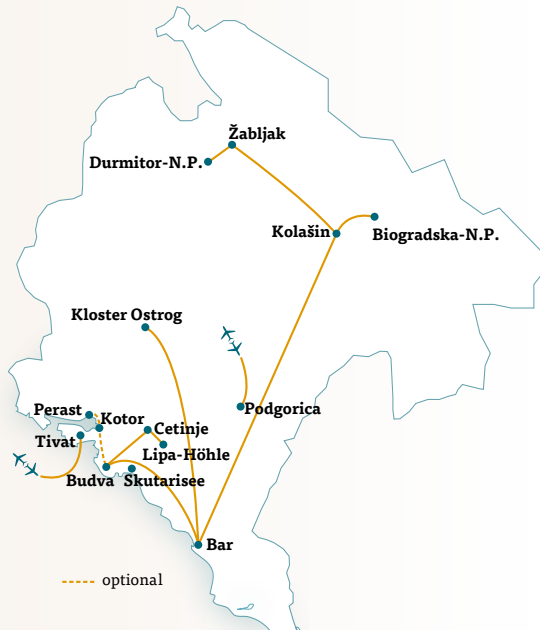 Žabljak
Durmitor-N.P.
Kolašin
Biogradska-N.P.
Kloster Ostrog
Podgorica
Perast
Kotor
Cetinje
Tivat
Lipa-Höhle
Budva
Skutarisee
Bar
optional